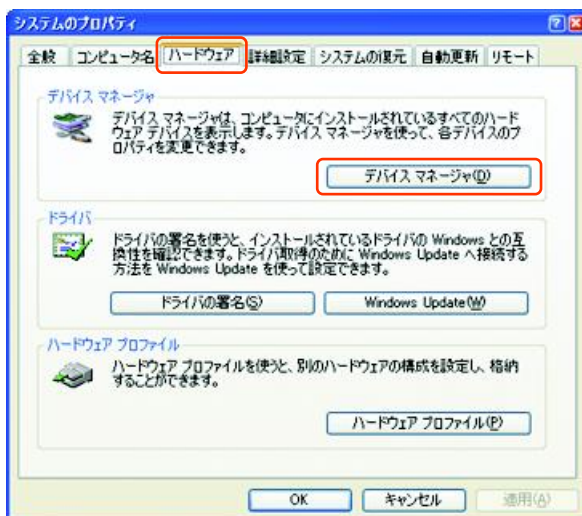 システムのプロパティ
全般 コンピュータ名 ハードウェア 詳細設定 システムの復元 自動更新 リモート
デバイス マネージャ
デバイス マネージャは、コンピュータにインストールされているすべてのハード
ウェア デバイスを表示します。デバイス マネージャを使って、各デバイスのプ
ロパティを変更できます。
デバイス マネージャ(D)
ドライバ
ドライバの署名を使うと、インストールされているドライバの Windows との互
換性を確認できます。ドライバ取得のために Windows Update へ接続する
方法を Windows Update を使って設定できます。
ドライバの署名(S) Windows Update(W)
ハードウェア プロファイル
ハードウェア プロファイルを使うと、別のハードウェアの構成を設定し、格納
することができます。
ハードウェア プロファイル(P)
OK キャンセル 適用(A)